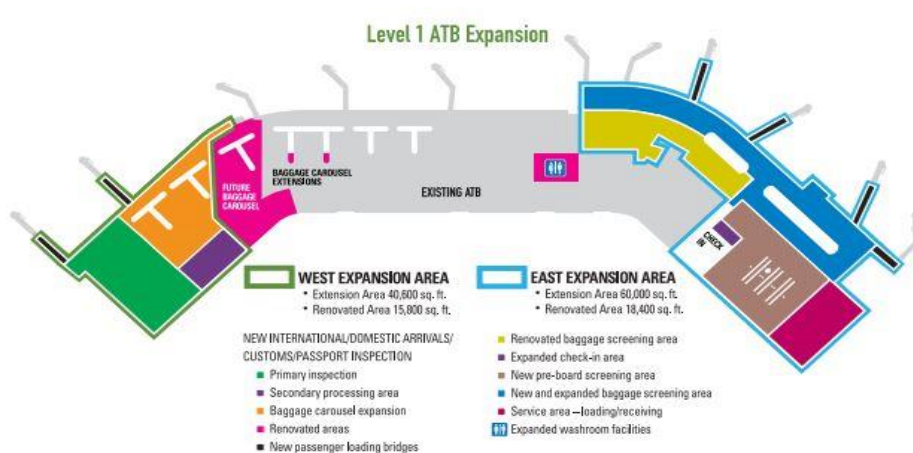 Level 1 ATB Expansion
BAGGAGE CAROUSEL
EXTENSIONS
FUTURE
BAGGAGE
CAROUSEL
EXISTING ATB
CHECK
IN
WEST EXPANSION AREA
• Extension Area 40,600 sq. ft.
• Renovated Area 15,800 sq. ft.
NEW INTERNATIONAL/DOMESTIC ARRIVALS/
CUSTOMS/PASSPORT INSPECTION
Primary inspection
Secondary processing area
Baggage carousel expansion
Renovated areas
New passenger loading bridges
EAST EXPANSION AREA
• Extension Area 60,000 sq. ft.
• Renovated Area 18,400 sq. ft.
Renovated baggage screening area
Expanded check-in area
New pre-board screening area
New and expanded baggage screening area
Service area – loading/receiving
Expanded washroom facilities